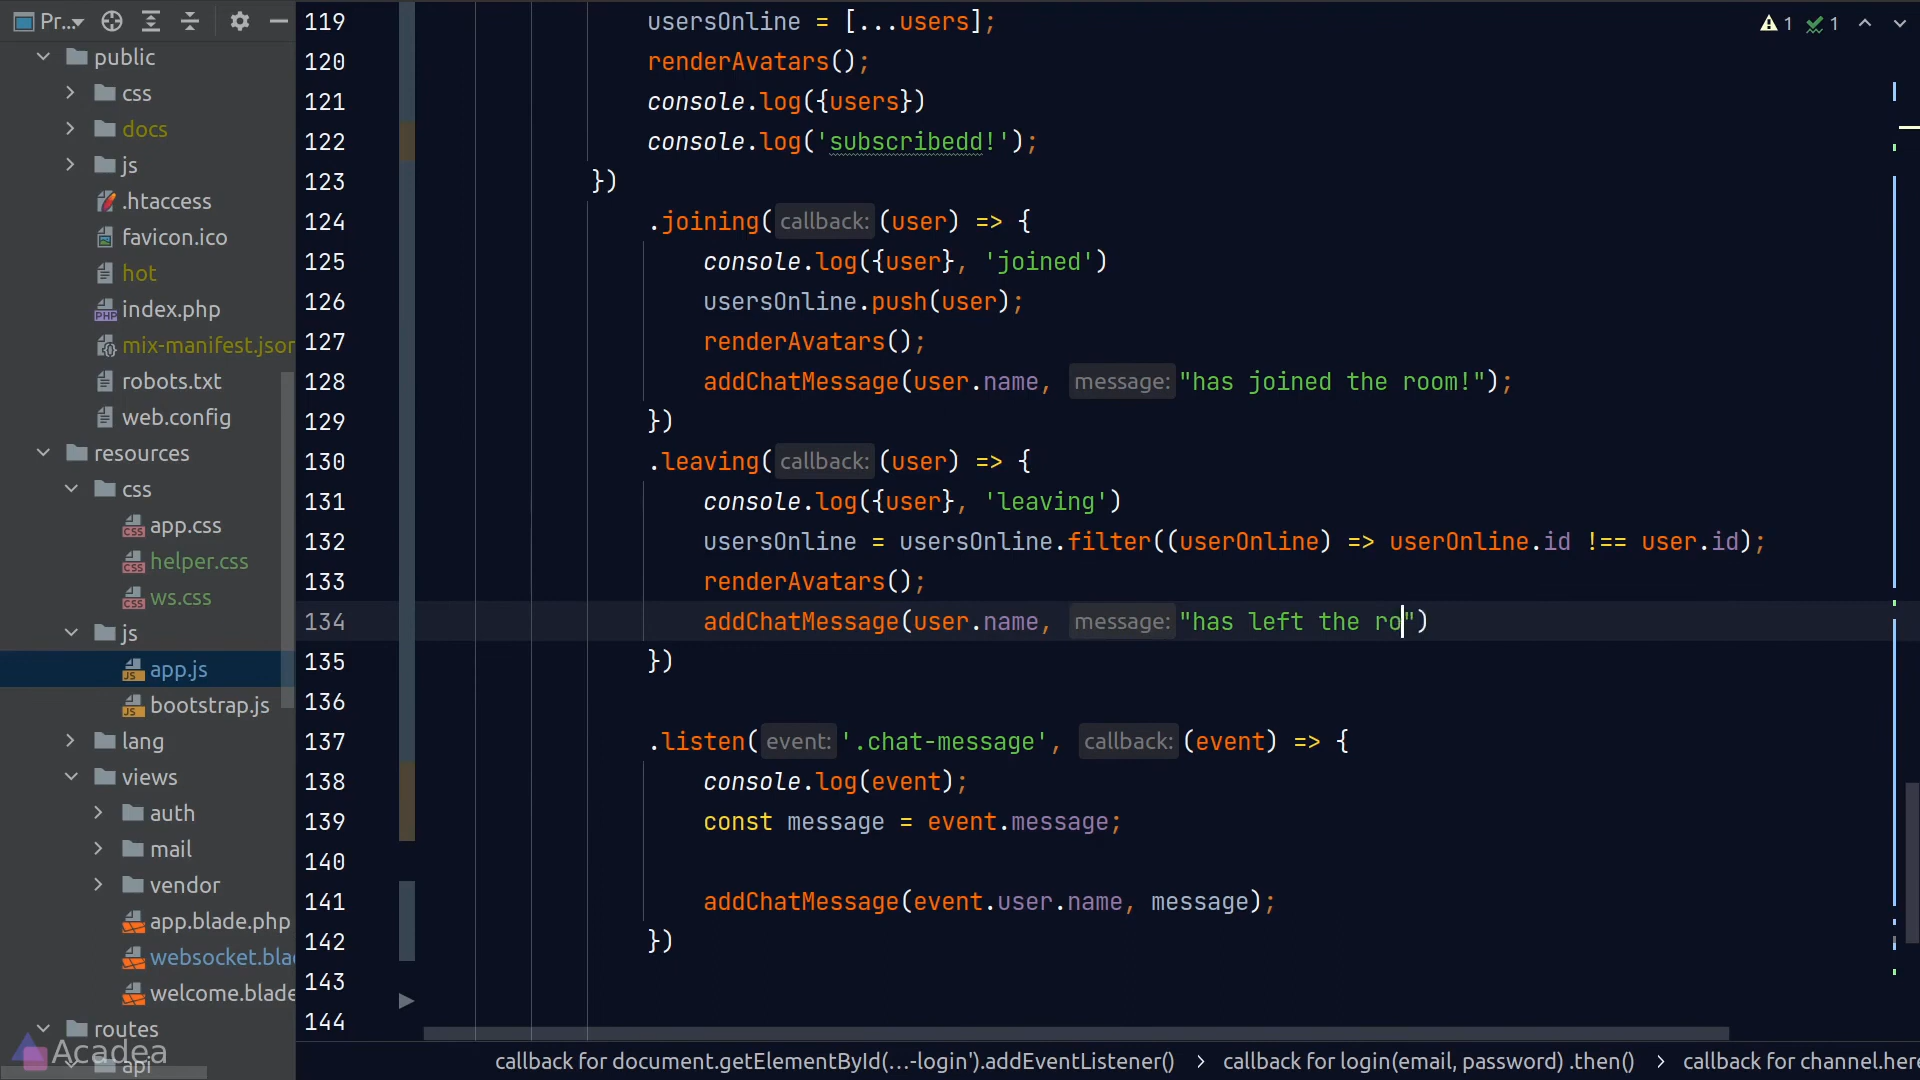 Pr...
public
css
docs
js
.htaccess
favicon.ico
hot
index.php
mix-manifest.json
robots.txt
web.config
resources
css
app.css
helper.css
ws.css
js
app.js
bootstrap.js
lang
views
auth
mail
vendor
app.blade.php
websocket.bla
welcome.blade
routes
api
Acadea
1 1
119 usersOnline = [...users];
120 renderAvatars();
121 console.log({users})
122 console.log('subscribedd!');
123 })
124 .joining( callback: (user) => {
125 console.log({user}, 'joined')
126 usersOnline.push(user);
127 renderAvatars();
128 addChatMessage(user.name, message: "has joined the room!");
129 })
130 .leaving( callback: (user) => {
131 console.log({user}, 'leaving')
132 usersOnline = usersOnline.filter((userOnline) => userOnline.id !== user.id);
133 renderAvatars();
134 addChatMessage(user.name, message: "has left the ro")
135 })
136
137 .listen( event: '.chat-message', callback: (event) => {
138 console.log(event);
139 const message = event.message;
140
141 addChatMessage(event.user.name, message);
142 })
143
144
callback for document.getElementById(...-login').addEventListener() > callback for login(email, password) .then() > callback for channel.here